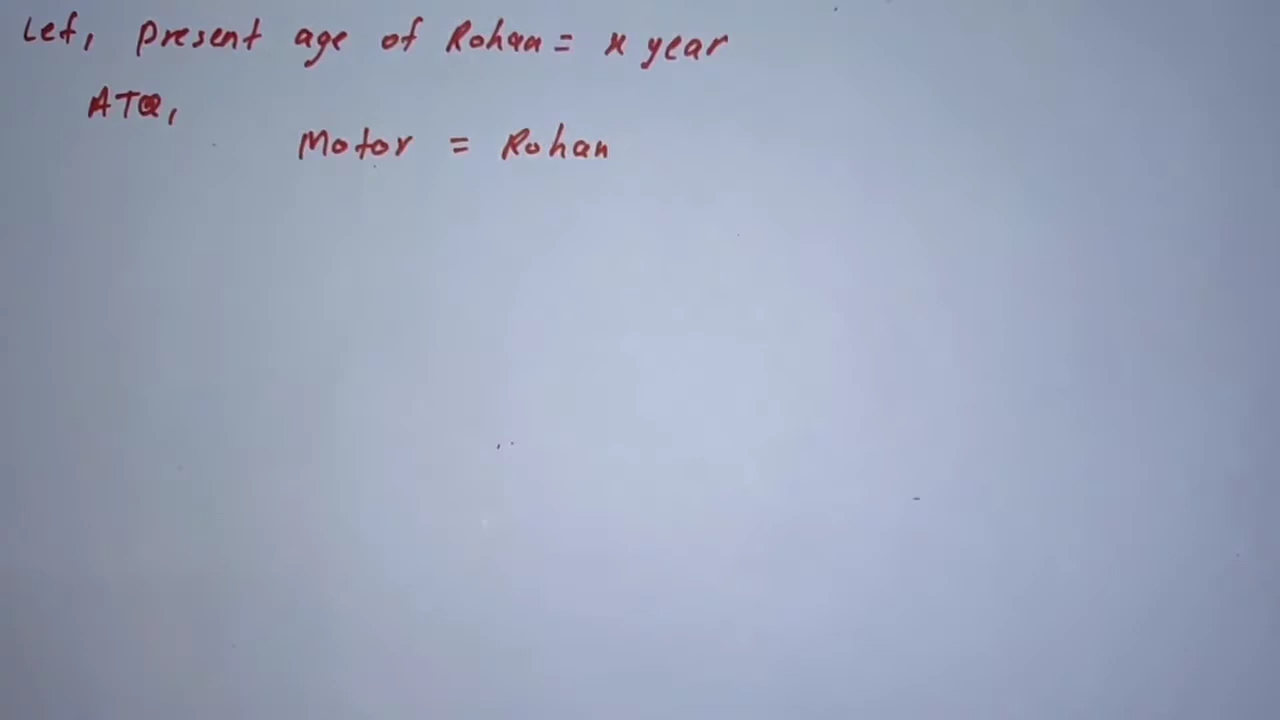 Let, present age of Rohan = x year
ATQ,
Motor = Rohan